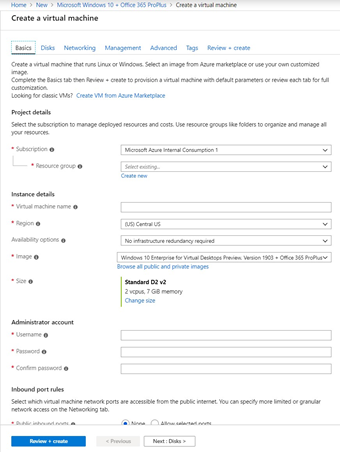 Home > New > Microsoft Windows 10 + Office 365 ProPlus > Create a virtual machine
Create a virtual machine
Basics Disks Networking Management Advanced Tags Review + create
Create a virtual machine that runs Linux or Windows. Select an image from Azure marketplace or use your own customized
image.
Complete the Basics tab then Review + create to provision a virtual machine with default parameters or review each tab for full
customization.
Looking for classic VMs? Create VM from Azure Marketplace
Project details
Select the subscription to manage deployed resources and costs. Use resource groups like folders to organize and manage all
your resources.
* Subscription Microsoft Azure Internal Consumption 1
* Resource group Select existing...
Create new
Instance details
* Virtual machine name
* Region (US) Central US
Availability options No infrastructure redundancy required
* Image Windows 10 Enterprise for Virtual Desktops Preview, Version 1903 + Office 365 ProPlus
Browse all public and private images
* Size Standard D2 v2
2 vcpus, 7 GiB memory
Change size
Administrator account
* Username
* Password
* Confirm password
Inbound port rules
Select which virtual machine network ports are accessible from the public internet. You can specify more limited or granular
network access on the Networking tab.
* Public inbound ports None Allow selected ports
Review + create < Previous Next : Disks >